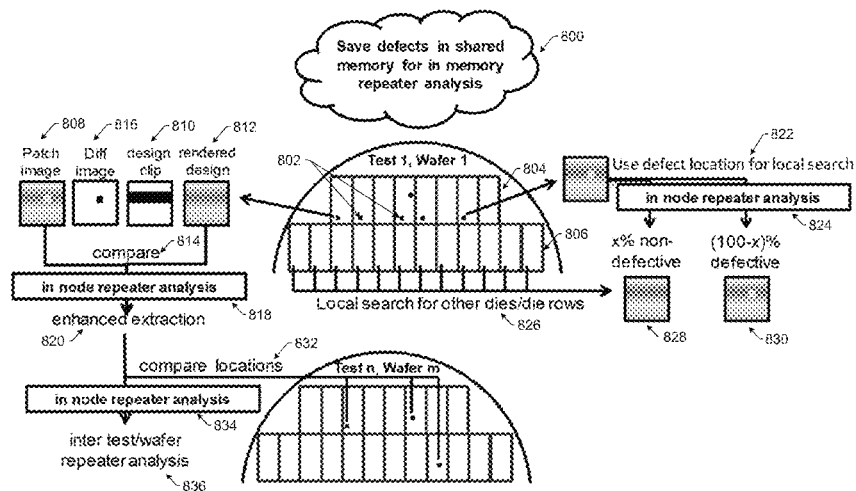 Save defects in shared
memory for in memory
repeater analysis
800
808
816
810
812
Patch
image
Diff
image
design
clip
rendered
design
802
Test 1, Wafer 1
804
806
822
Use defect location for local search
in node repeater analysis
824
x% non-
defective
(100-x)%
defective
828
830
compare
814
in node repeater analysis
818
Local search for other dies/die rows
826
enhanced extraction
820
832
compare locations
in node repeater analysis
834
inter test/wafer
repeater analysis
836
Test n, Wafer m